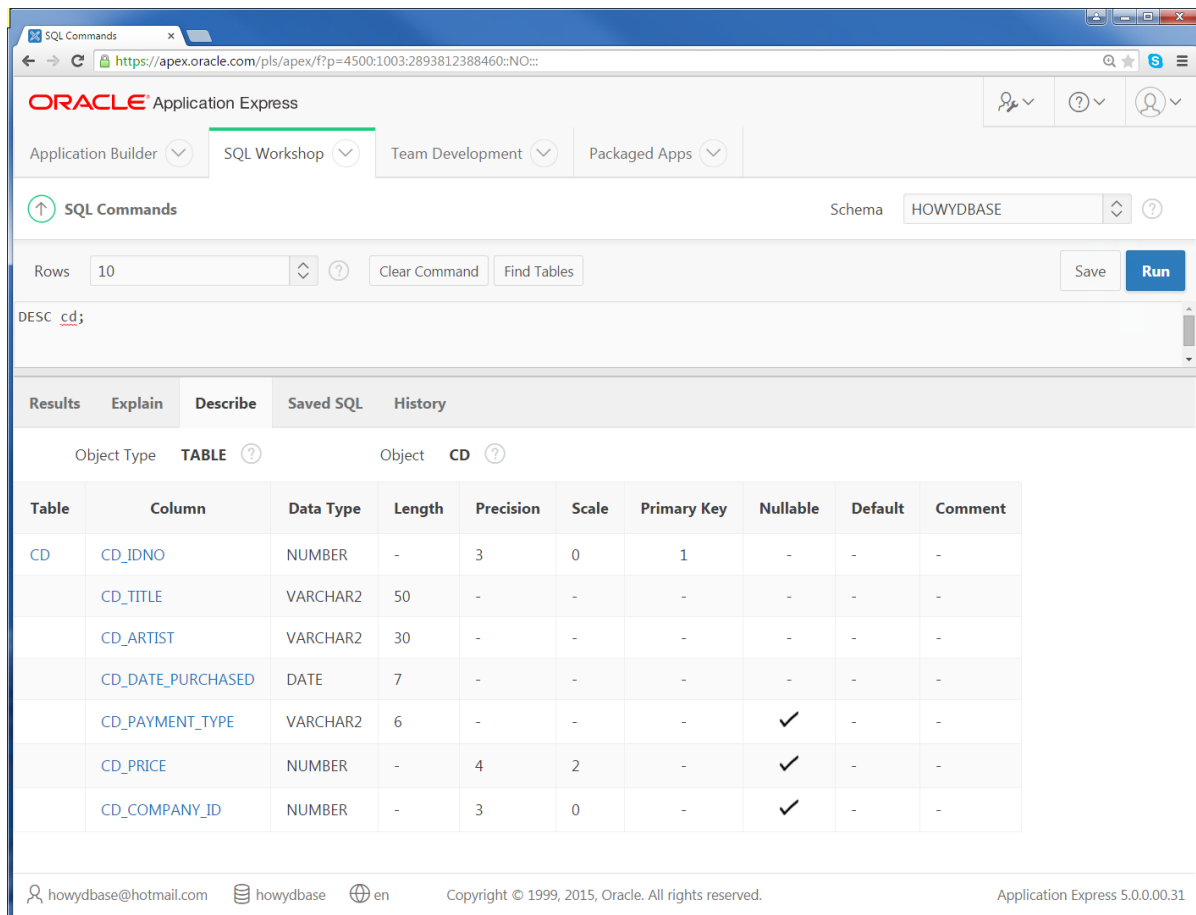 SQL Commands
https://apex.oracle.com/pls/apex/f?p=4500:1003:2893812388460::NO:::
ORACLE Application Express
Application Builder SQL Workshop Team Development Packaged Apps
SQL Commands Schema HOWYDBASE
Rows 10 Clear Command Find Tables Save Run
DESC cd;
Results Explain Describe Saved SQL History
Object Type TABLE ? Object CD ?
Table Column Data Type Length Precision Scale Primary Key Nullable Default Comment
CD CD_IDNO NUMBER - 3 0 1 - - -
CD_TITLE VARCHAR2 50 - - - - - -
CD_ARTIST VARCHAR2 30 - - - - - -
CD_DATE_PURCHASED DATE 7 - - - - - -
CD_PAYMENT_TYPE VARCHAR2 6 - - - ✓ - -
CD_PRICE NUMBER - 4 2 - ✓ - -
CD_COMPANY_ID NUMBER - 3 0 - ✓ - -
howydbase@hotmail.com howydbase en Copyright © 1999, 2015, Oracle. All rights reserved. Application Express 5.0.0.00.31